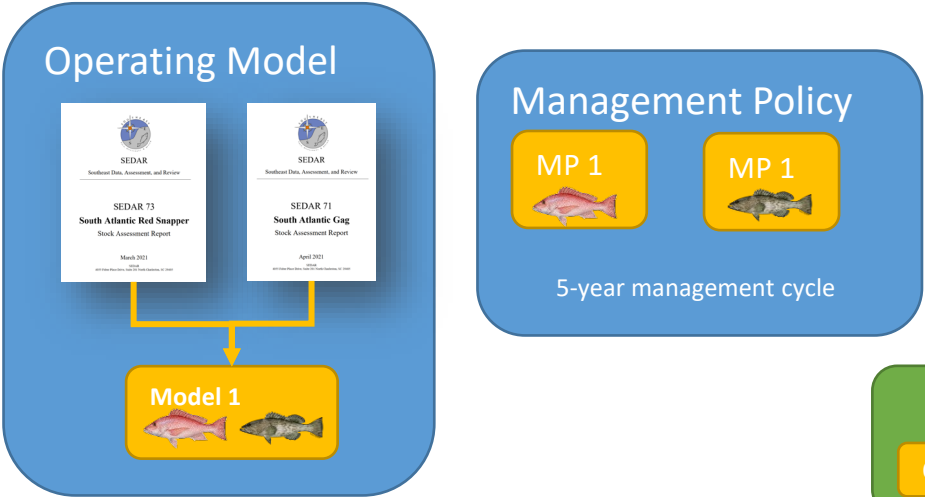 Operating Model
SEDAR
Southeast Data, Assessment, and Review
SEDAR 73
South Atlantic Red Snapper
Stock Assessment Report
March 2021
SEDAR
SEDAR
Southeast Data, Assessment, and Review
SEDAR 71
South Atlantic Gag
Stock Assessment Report
April 2021
SEDAR
Model 1
Management Policy
MP 1
MP 1
5-year management cycle